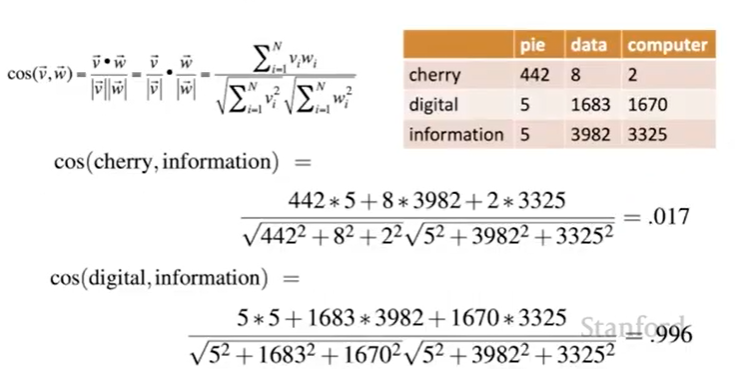 cos(v⃗,w⃗) = v⃗ • w⃗ / |v⃗||w⃗| = v⃗ / |v⃗| • w⃗ / |w⃗| = ∑ᵢ₌₁ᴺ vᵢwᵢ / √(∑ᵢ₌₁ᴺ vᵢ²) √(∑ᵢ₌₁ᴺ wᵢ²)
pie data computer
cherry 442 8 2
digital 5 1683 1670
information 5 3982 3325
cos(cherry, information) =
442 * 5 + 8 * 3982 + 2 * 3325 / √(442² + 8² + 2²) √(5² + 3982² + 3325²) = .017
cos(digital, information) =
5 * 5 + 1683 * 3982 + 1670 * 3325 / √(5² + 1683² + 1670²) √(5² + 3982² + 3325²) = .996
Stanford